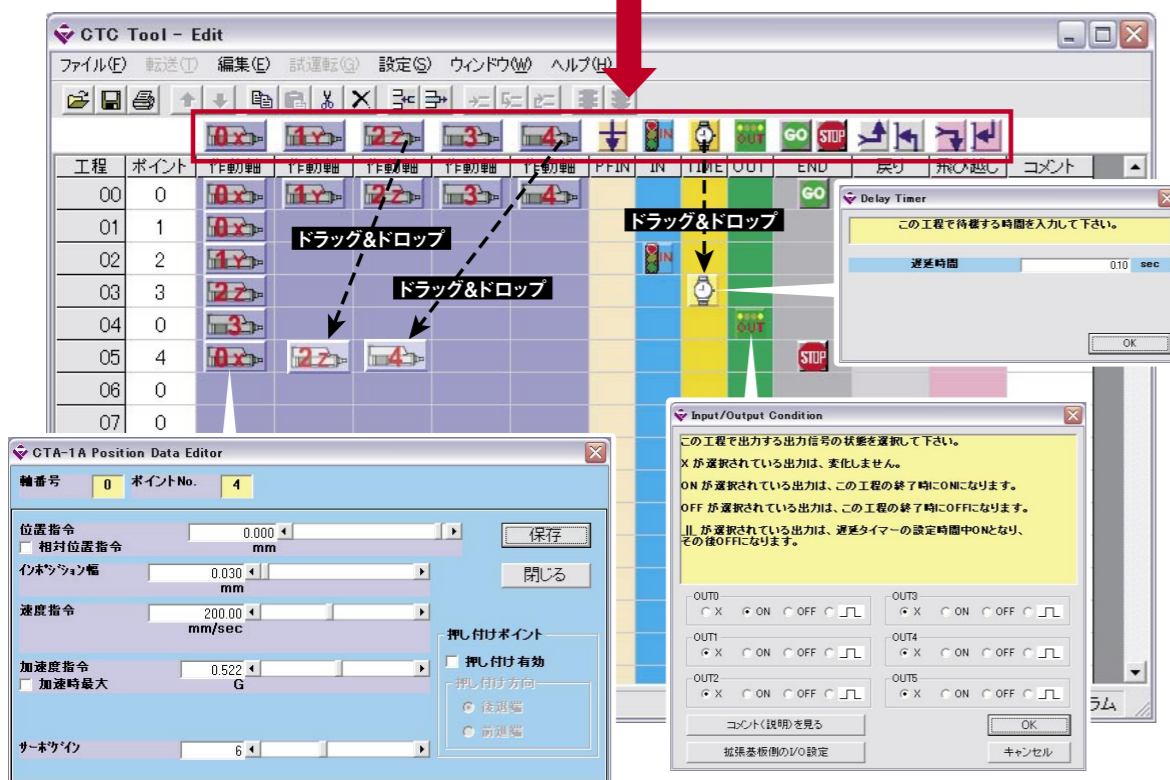 CTC Tool - Edit
ファイル(F) 転送(T) 編集(E) 試運転(G) 設定(S) ウィンドウ(W) ヘルプ(H)
0 X 1 Y 2 Z 3 4 IN OUT GO STOP
工程 ポイント 作動軸 作動軸 作動軸 作動軸 作動軸 PFIN IN TIME OUT END 戻り 飛び越し コメント
00 0 0 X 1 Y 2 Z 3 4 GO
01 1 0 X
02 2 1 Y IN
03 3 2 Z
04 0 3 OUT
05 4 0 X 2 Z 4 STOP
06 0
07 0
ドラッグ&ドロップ
ドラッグ&ドロップ
ドラッグ&ドロップ
Delay Timer
この工程で待機する時間を入力して下さい。
遅延時間 0.10 sec
OK
CTA-1A Position Data Editor
軸番号 0 ポイントNo. 4
位置指令 0.000
相対位置指令 mm
保存
インポジション幅 0.030
mm
閉じる
速度指令 200.00
mm/sec
加速度指令 0.522
加速時最大 G
サーボゲイン 6
押し付けポイント
押し付け有効
押し付け方向
後退端
前進端
Input/Output Condition
この工程で出力する出力信号の状態を選択して下さい。
X が選択されている出力は、変化しません。
ON が選択されている出力は、この工程の終了時にONになります。
OFF が選択されている出力は、この工程の終了時にOFFになります。
が選択されている出力は、遅延タイマーの設定時間中ONとなり、
その後OFFになります。
OUT0 OUT3
X ON OFF X ON OFF
OUT1 OUT4
X ON OFF X ON OFF
OUT2 OUT5
X ON OFF X ON OFF
コメント(説明)を見る OK
拡張基板側のI/O設定 キャンセル
ラム